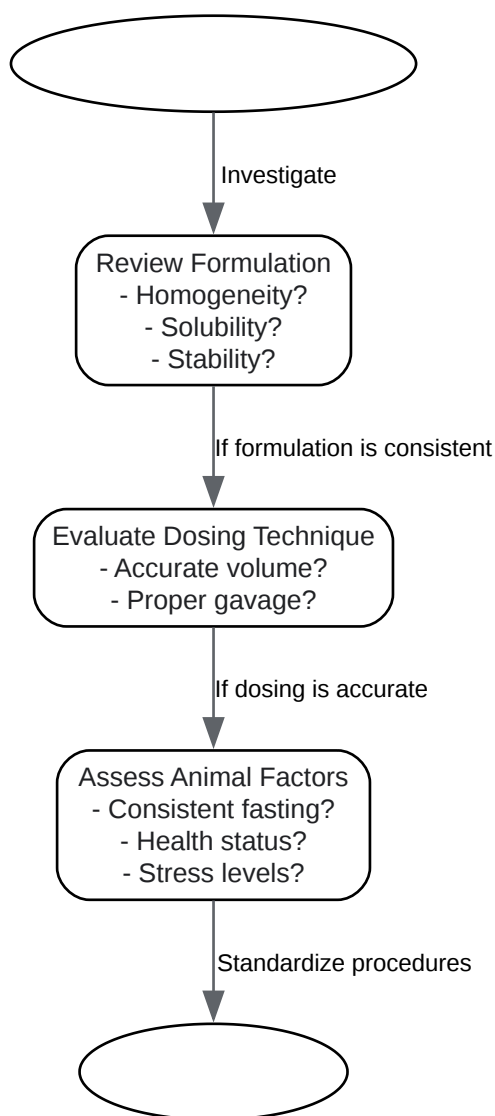 Investigate
Review Formulation
- Homogeneity?
- Solubility?
- Stability?
If formulation is consistent
Evaluate Dosing Technique
- Accurate volume?
- Proper gavage?
If dosing is accurate
Assess Animal Factors
- Consistent fasting?
- Health status?
- Stress levels?
Standardize procedures